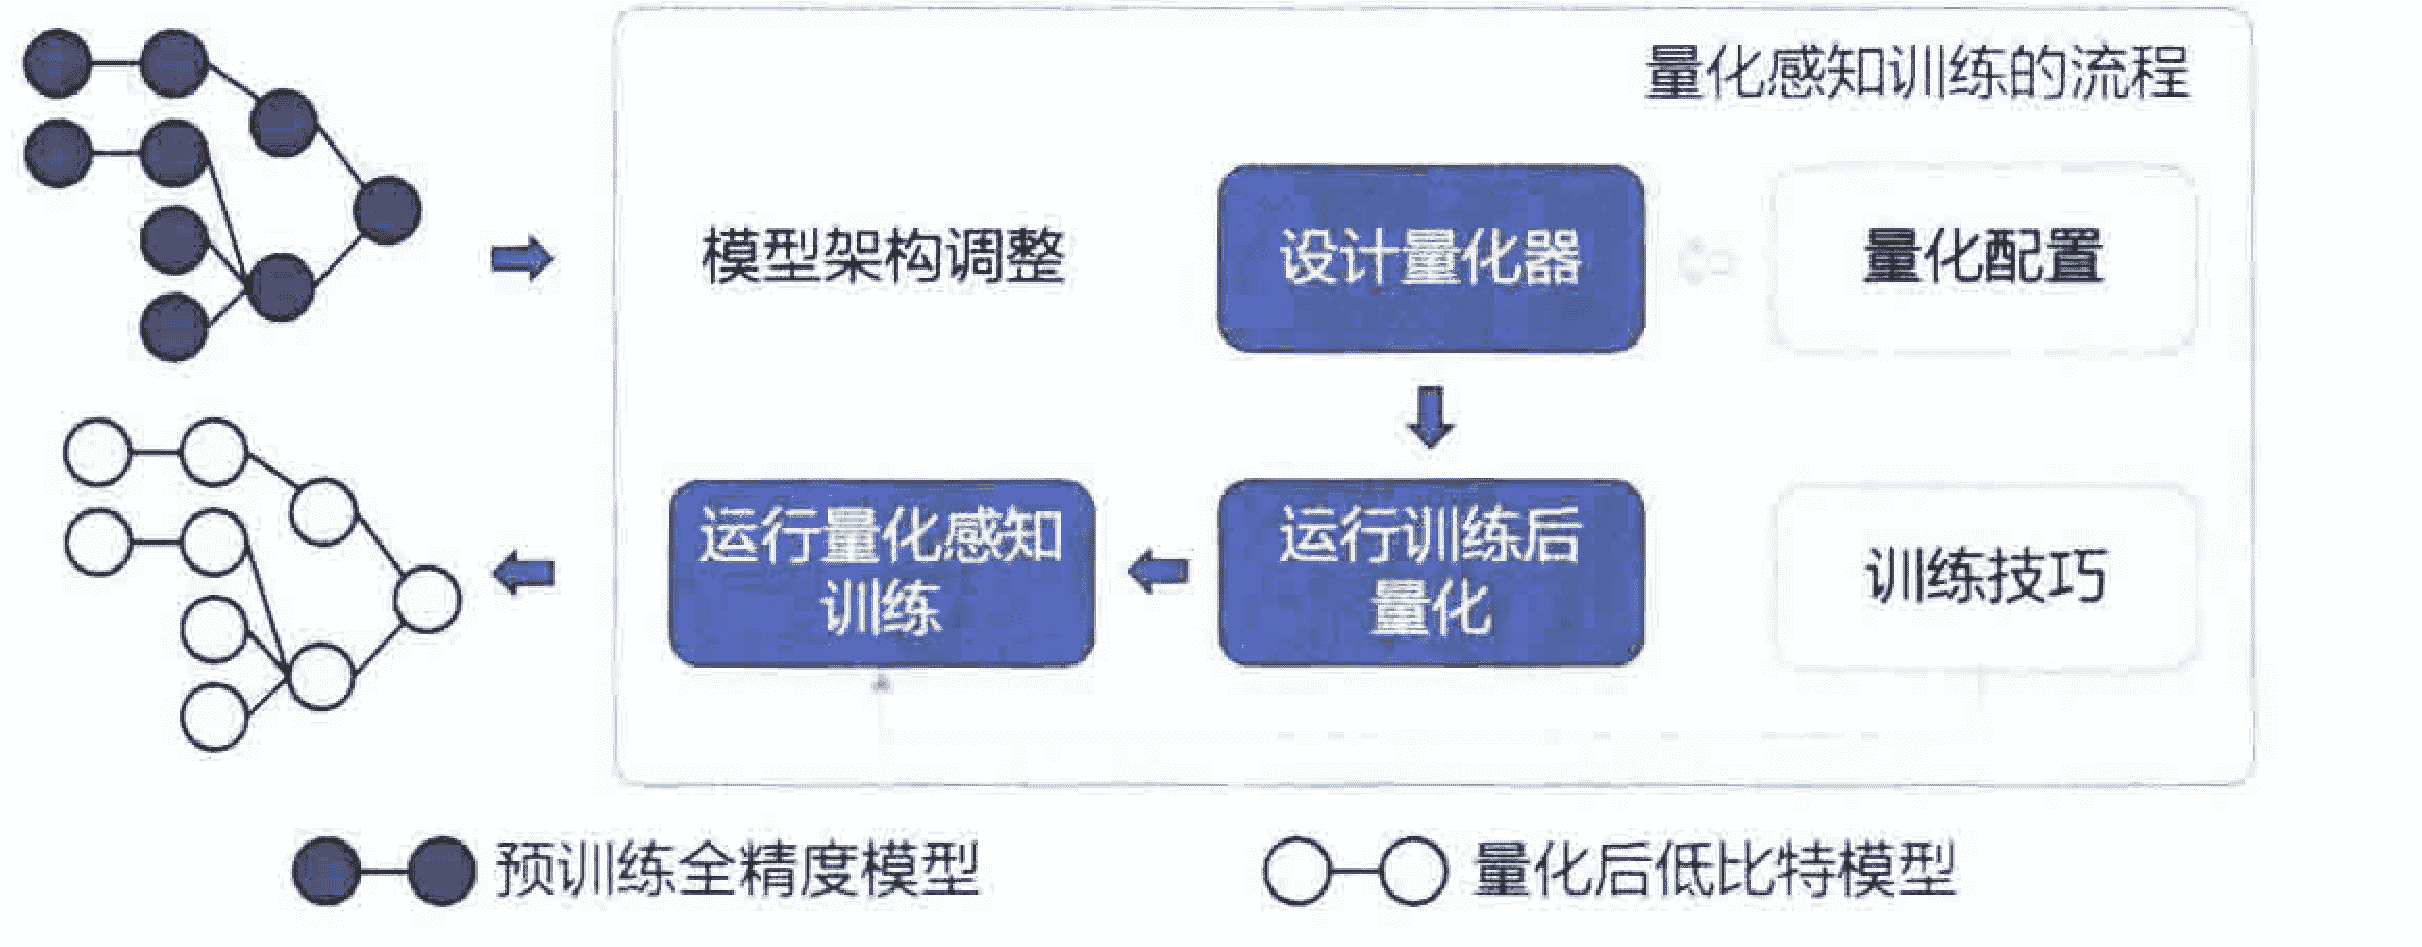 量化感知训练的流程
模型架构调整
设计量化器
量化配置
运行量化感知
训练
运行训练后
量化
训练技巧
预训练全精度模型
量化后低比特模型